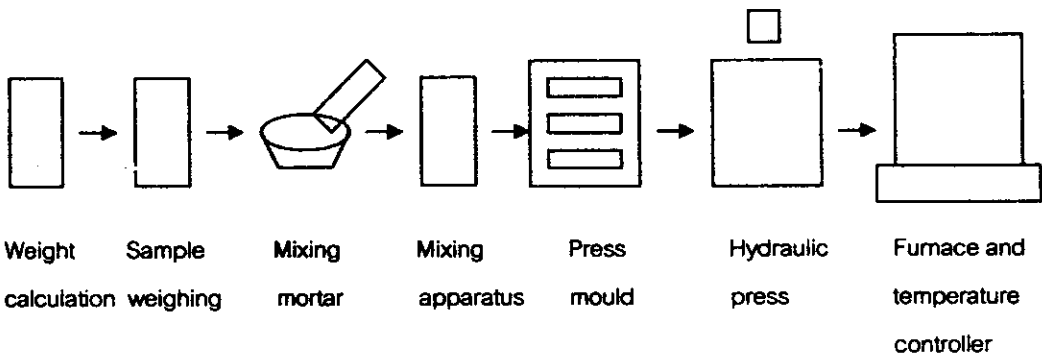 Weight Sample Mixing Mixing Press Hydraulic Furnace and
calculation weighing mortar apparatus mould press temperature
controller